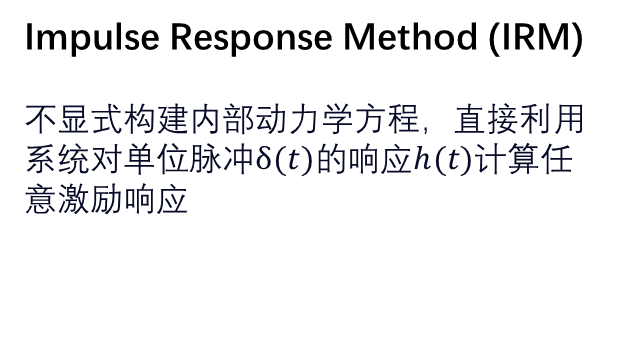 Impulse Response Method (IRM)
不显式构建内部动力学方程，直接利用
系统对单位脉冲δ(t)的响应h(t)计算任
意激励响应